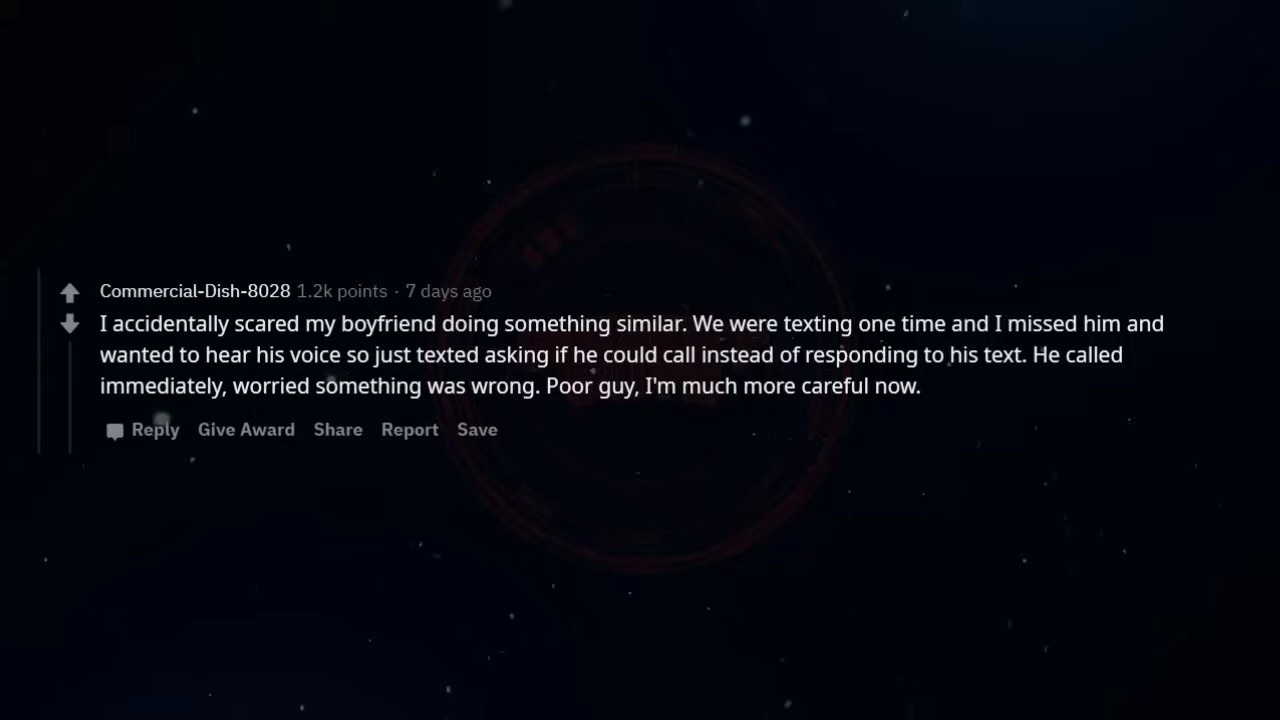 Commercial-Dish-8028 1.2k points · 7 days ago
I accidentally scared my boyfriend doing something similar. We were texting one time and I missed him and
wanted to hear his voice so just texted asking if he could call instead of responding to his text. He called
immediately, worried something was wrong. Poor guy, I'm much more careful now.
Reply Give Award Share Report Save